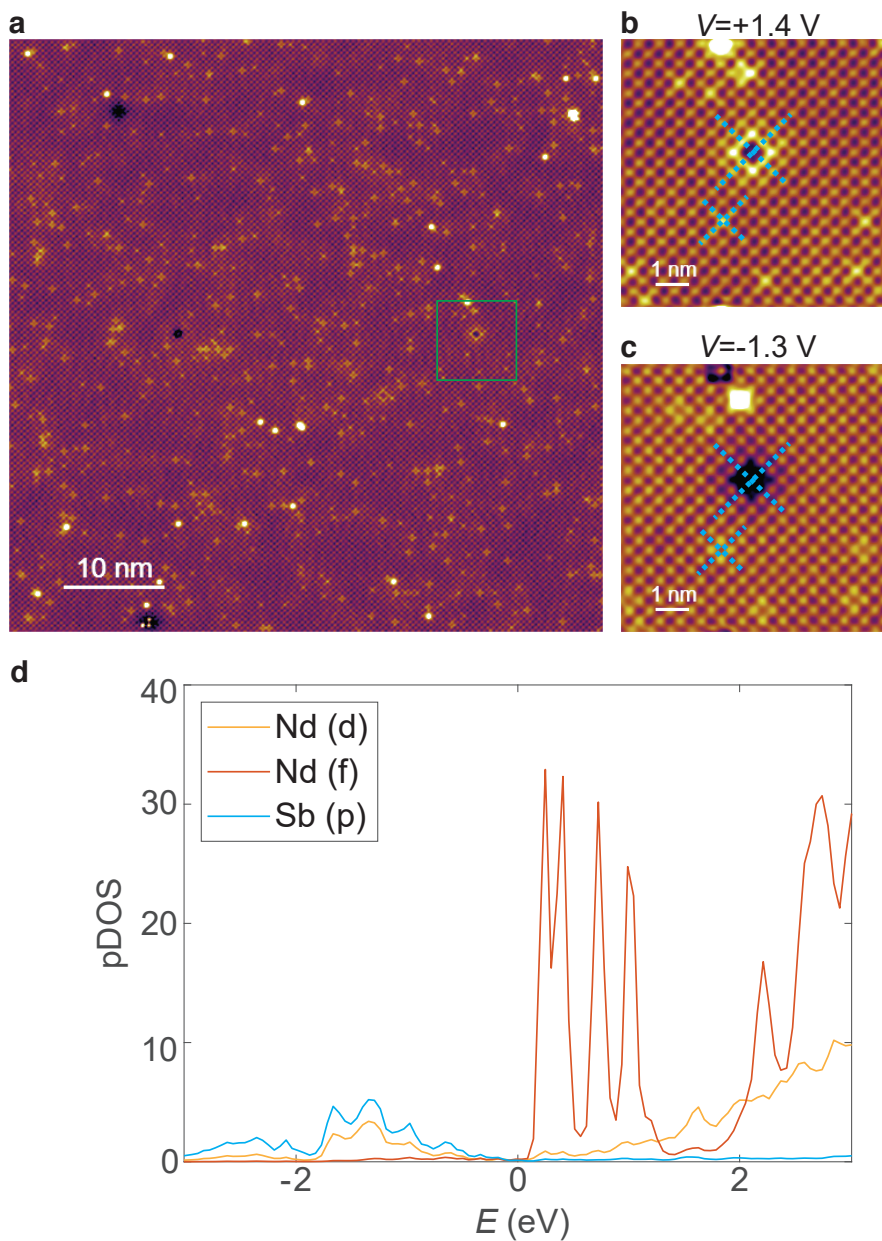 a
10 nm
b
V=+1.4 V
1 nm
c
V=-1.3 V
1 nm
d
40
30
20
10
0
pDOS
Nd (d)
Nd (f)
Sb (p)
-2
0
2
E (eV)